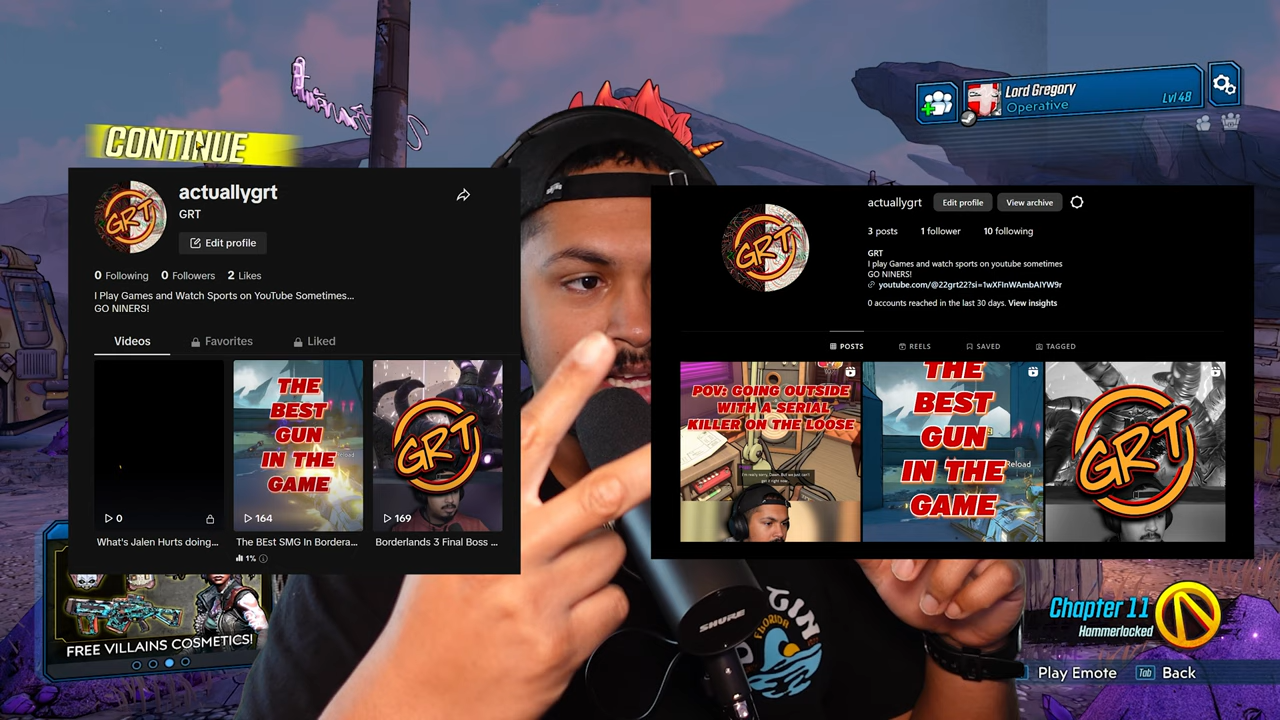 CONTINUE
Lord Gregory
Operative
Lvl 48
actuallygrt
GRT
Edit profile
0 Following 0 Followers 2 Likes
I Play Games and Watch Sports on YouTube Sometimes...
GO NINERS!
Videos Favorites Liked
THE
BEST
GUN
IN THE
GAME
GRT
0
164
169
What's Jalen Hurts doing...
The BEst SMG In Bordera...
Borderlands 3 Final Boss ...
1%
GRT
actuallygrt Edit profile View archive
3 posts 1 follower 10 following
GRT
I play Games and watch sports on youtube sometimes
GO NINERS!
youtube.com/@22grt22?si=1wXFInWAmbAIYW9r
0 accounts reached in the last 30 days. View insights
POSTS REELS SAVED TAGGED
POV: GOING OUTSIDE
WITH A SERIAL
KILLER ON THE LOOSE
THE
BEST
GUN
IN THE
GAME
Reload
GRT
SHURE
FLORIDA
FREE VILLAINS COSMETICS!
Chapter 11
Hammerlocked
Play Emote Tab Back